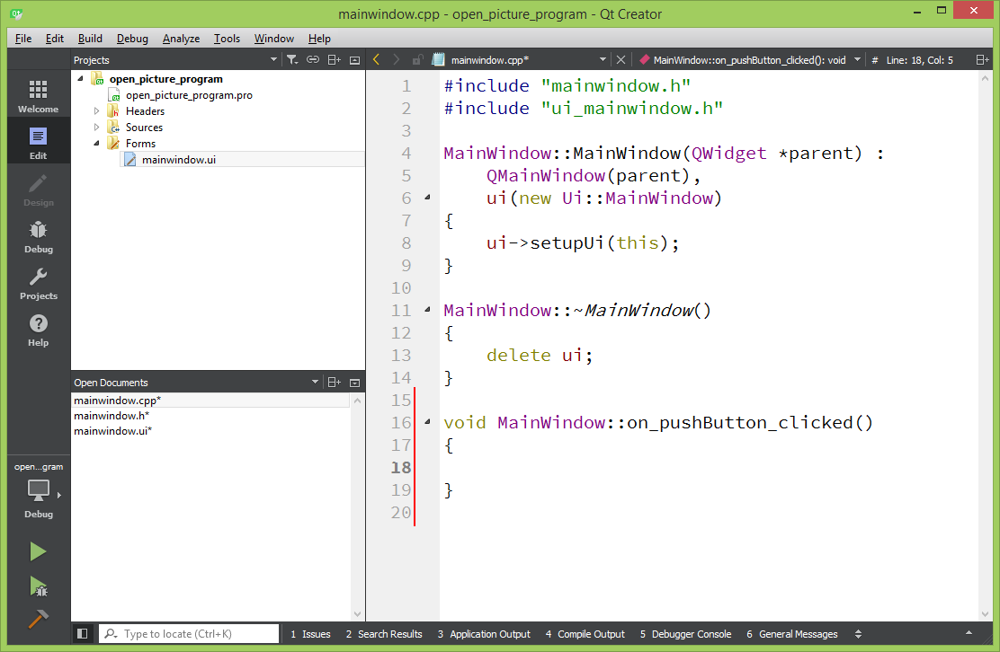 mainwindow.cpp - open_picture_program - Qt Creator
File Edit Build Debug Analyze Tools Window Help
Projects
mainwindow.cpp*
MainWindow::on_pushButton_clicked(): void
# Line: 18, Col: 5
Welcome
Edit
Design
Debug
Projects
Help
open_picture_program
open_picture_program.pro
Headers
Sources
Forms
mainwindow.ui
Open Documents
mainwindow.cpp*
mainwindow.h*
mainwindow.ui*
open...gram
Debug
1 #include "mainwindow.h"
2 #include "ui_mainwindow.h"
3
4 MainWindow::MainWindow(QWidget *parent) :
5     QMainWindow(parent),
6     ui(new Ui::MainWindow)
7 {
8     ui->setupUi(this);
9 }
10
11 MainWindow::~MainWindow()
12 {
13     delete ui;
14 }
15
16 void MainWindow::on_pushButton_clicked()
17 {
18
19 }
20
Type to locate (Ctrl+K)
1 Issues 2 Search Results 3 Application Output 4 Compile Output 5 Debugger Console 6 General Messages